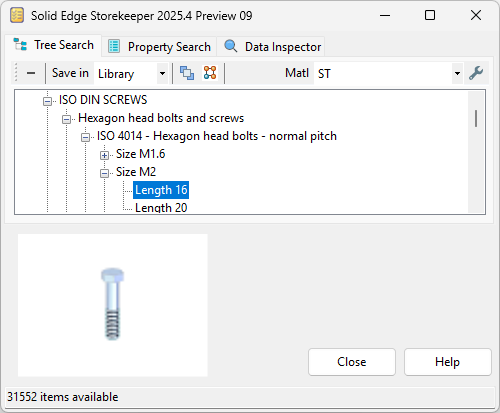 Solid Edge Storekeeper 2025.4 Preview 09
Tree Search Property Search Data Inspector
Save in Library Matl ST
ISO DIN SCREWS
Hexagon head bolts and screws
ISO 4014 - Hexagon head bolts - normal pitch
Size M1.6
Size M2
Length 16
Length 20
Close Help
31552 items available